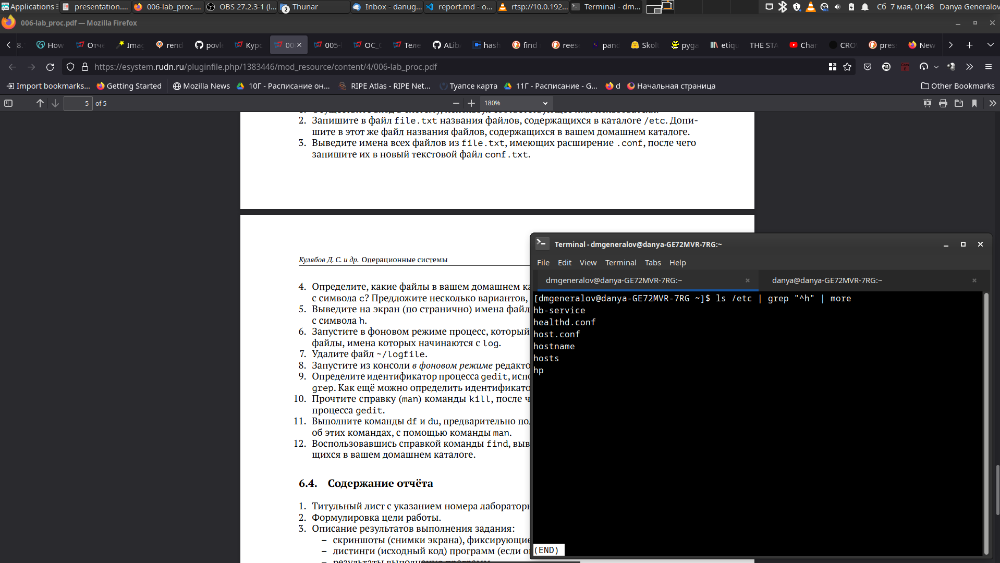 Applications
presentation....
006-lab_proc....
OBS 27.2.3-1 (l...
2
Thunar
Inbox - danug...
report.md - o...
rtsp://10.0.192...
Terminal - dm...
Сб 7 мая, 01:48
Danya Generalov
006-lab_proc.pdf — Mozilla Firefox
8.
How
Отчё
Imag
rend
povl
Курс
00
005-
ОС_
Теле
ALib
hash
find
reese
pand
Skolt
pyga
etiqu
THE STA
Char
CRO
pres
New
https://esystem.rudn.ru/pluginfile.php/1383446/mod_resource/content/4/006-lab_proc.pdf
Import bookmarks...
Getting Started
Mozilla News
10Г - Расписание он...
RIPE Atlas - RIPE Net...
Туапсе карта
11Г - Расписание - G...
d
Начальная страница
Other Bookmarks
5 of 5
180%
2. Запишите в файл file.txt названия файлов, содержащихся в каталоге /etc. Допи-
шите в этот же файл названия файлов, содержащихся в вашем домашнем каталоге.
3. Выведите имена всех файлов из file.txt, имеющих расширение .conf, после чего
запишите их в новый текстовой файл conf.txt.
Кулябов Д. С. и др. Операционные системы
4. Определите, какие файлы в вашем домашнем ка
с символа c? Предложите несколько вариантов,
5. Выведите на экран (по странично) имена файл
с символа h.
6. Запустите в фоновом режиме процесс, который
файлы, имена которых начинаются с log.
7. Удалите файл ~/logfile.
8. Запустите из консоли в фоновом режиме редакто
9. Определите идентификатор процесса gedit, испо
grep. Как ещё можно определить идентификато
10. Прочтите справку (man) команды kill, после ч
процесса gedit.
11. Выполните команды df и du, предварительно пол
об этих командах, с помощью команды man.
12. Воспользовавшись справкой команды find, выв
щихся в вашем домашнем каталоге.
6.4. Содержание отчёта
1. Титульный лист с указанием номера лабораторн
2. Формулировка цели работы.
3. Описание результатов выполнения задания:
– скриншоты (снимки экрана), фиксирующие
– листинги (исходный код) программ (если он
Terminal - dmgeneralov@danya-GE72MVR-7RG:~
File Edit View Terminal Tabs Help
dmgeneralov@danya-GE72MVR-7RG:~
danya@danya-GE72MVR-7RG:~
[dmgeneralov@danya-GE72MVR-7RG ~]$ ls /etc | grep "^h" | more
hb-service
healthd.conf
host.conf
hostname
hosts
hp
(END)